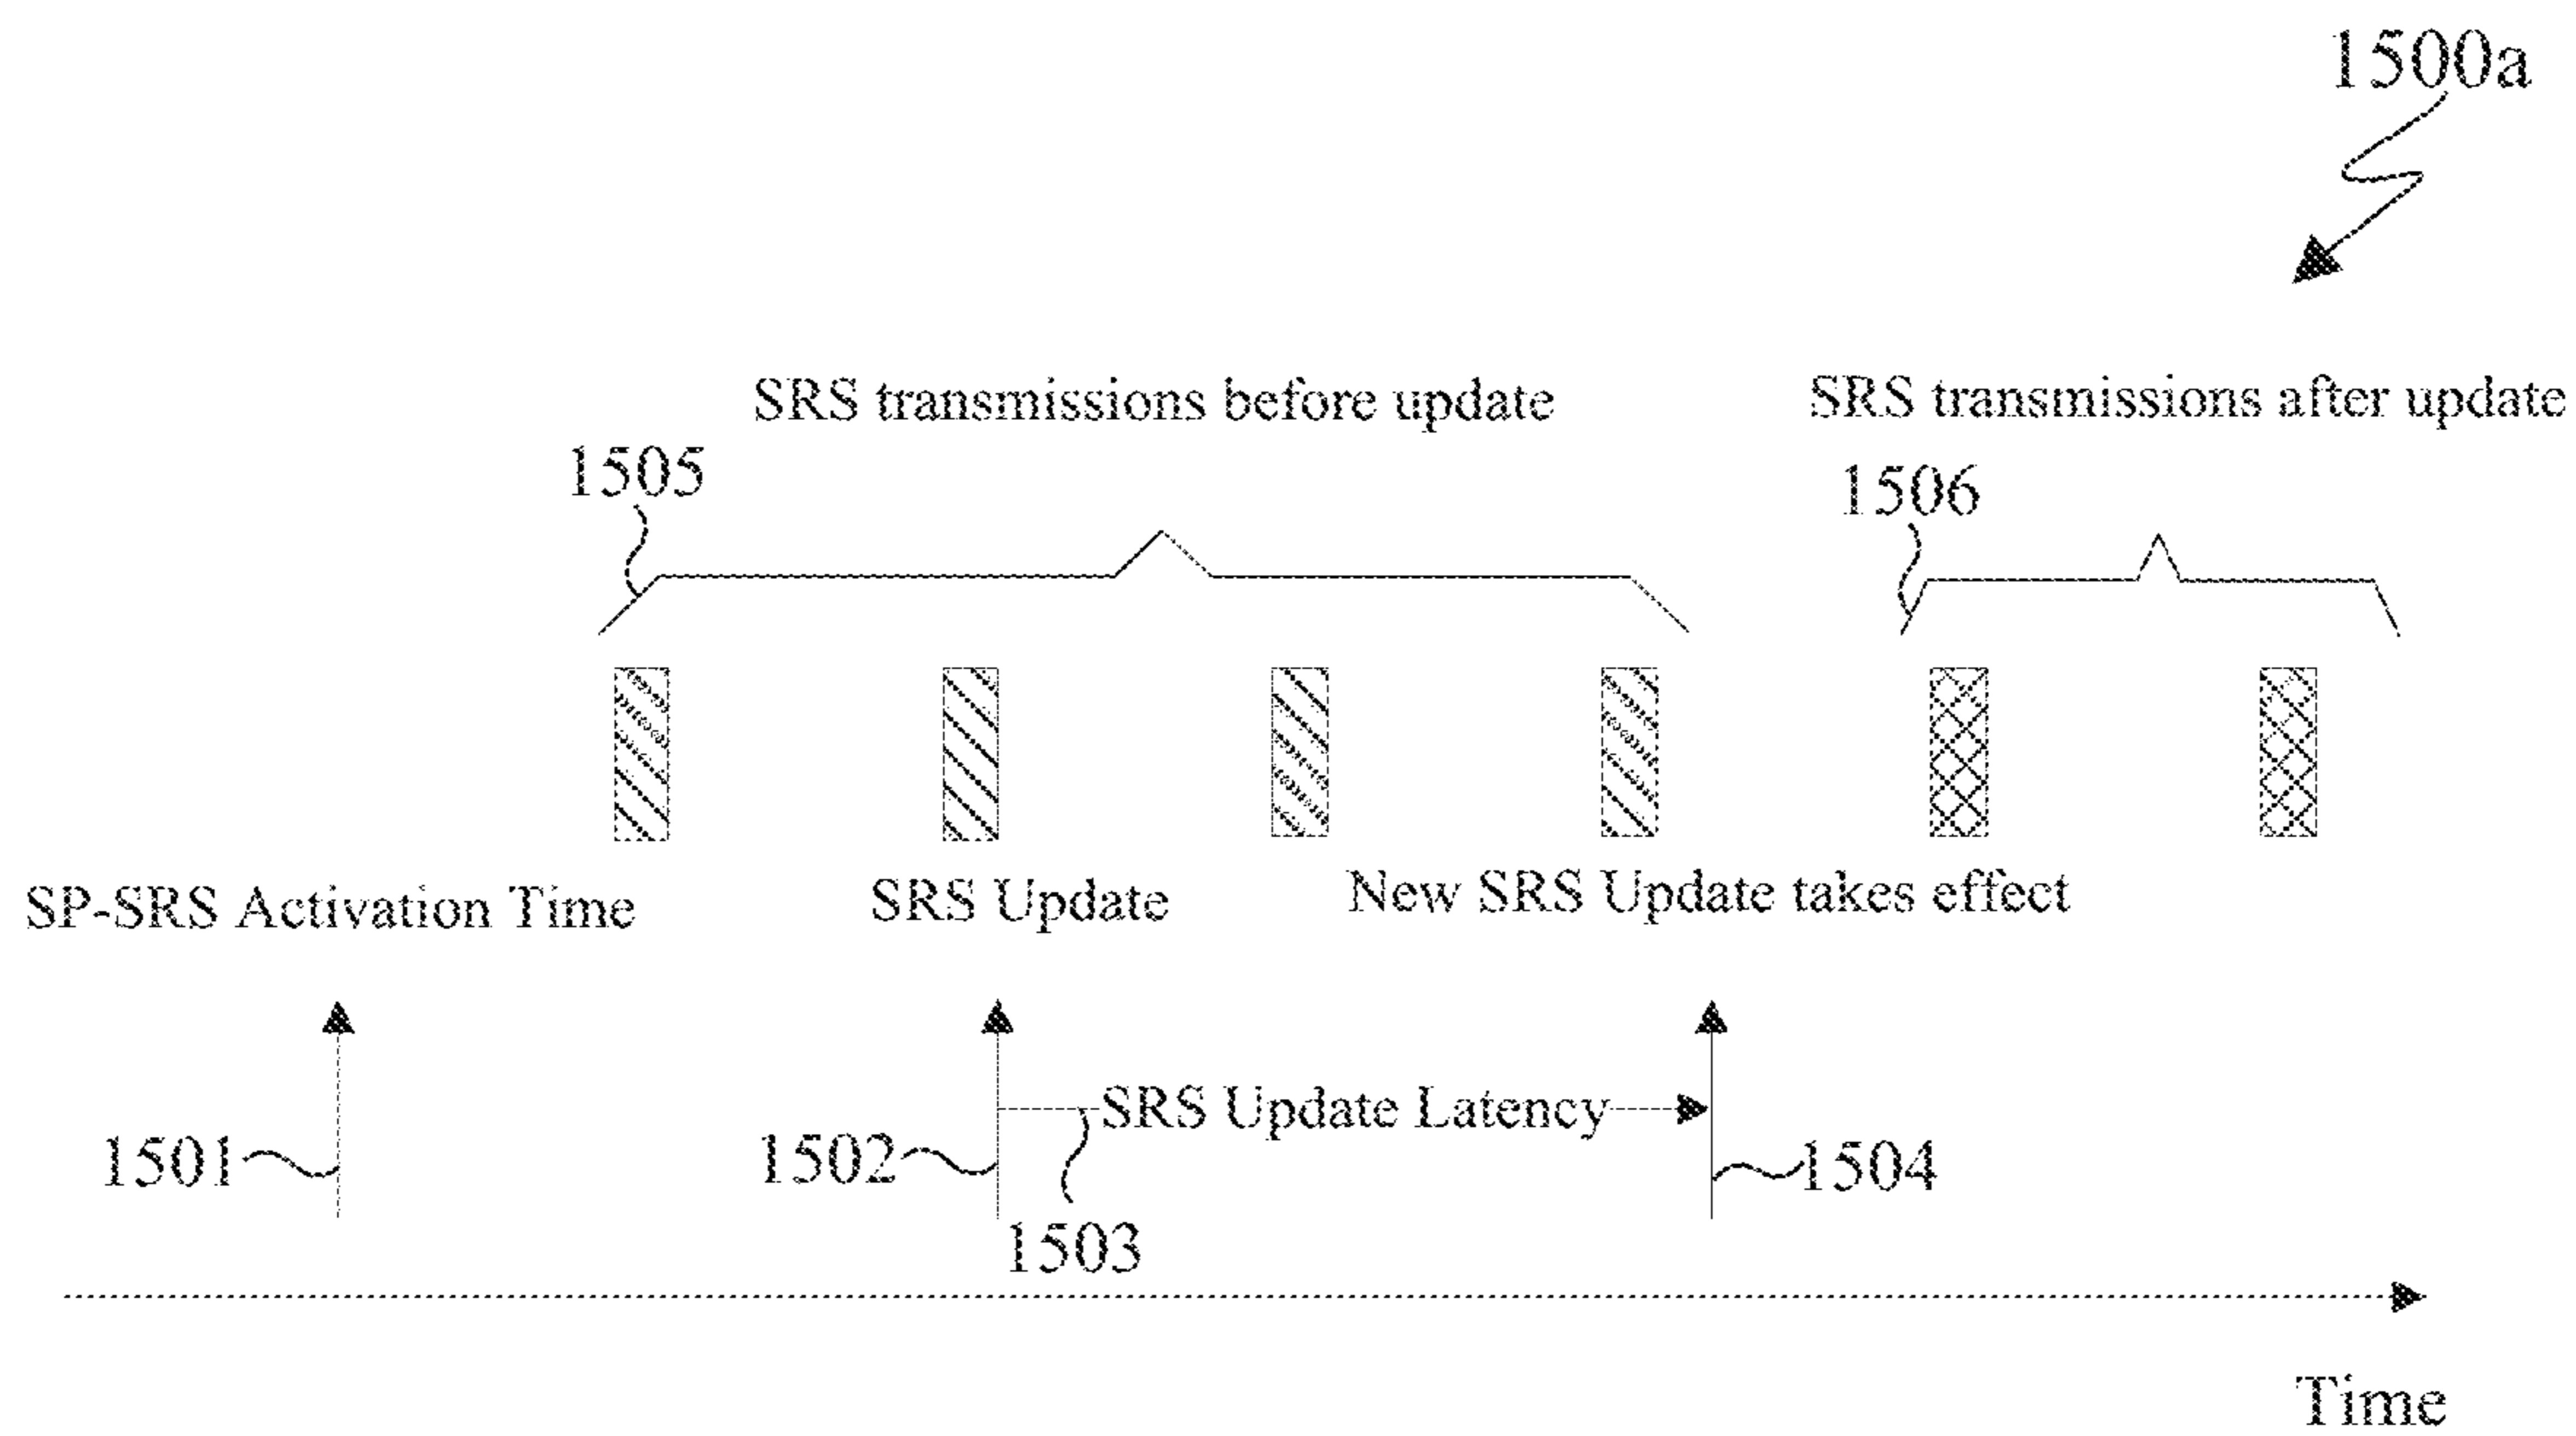 1500a
SRS transmissions before update
SRS transmissions after update
1505
1506
SP-SRS Activation Time
SRS Update
New SRS Update takes effect
SRS Update Latency
1501
1502
1504
1503
Time